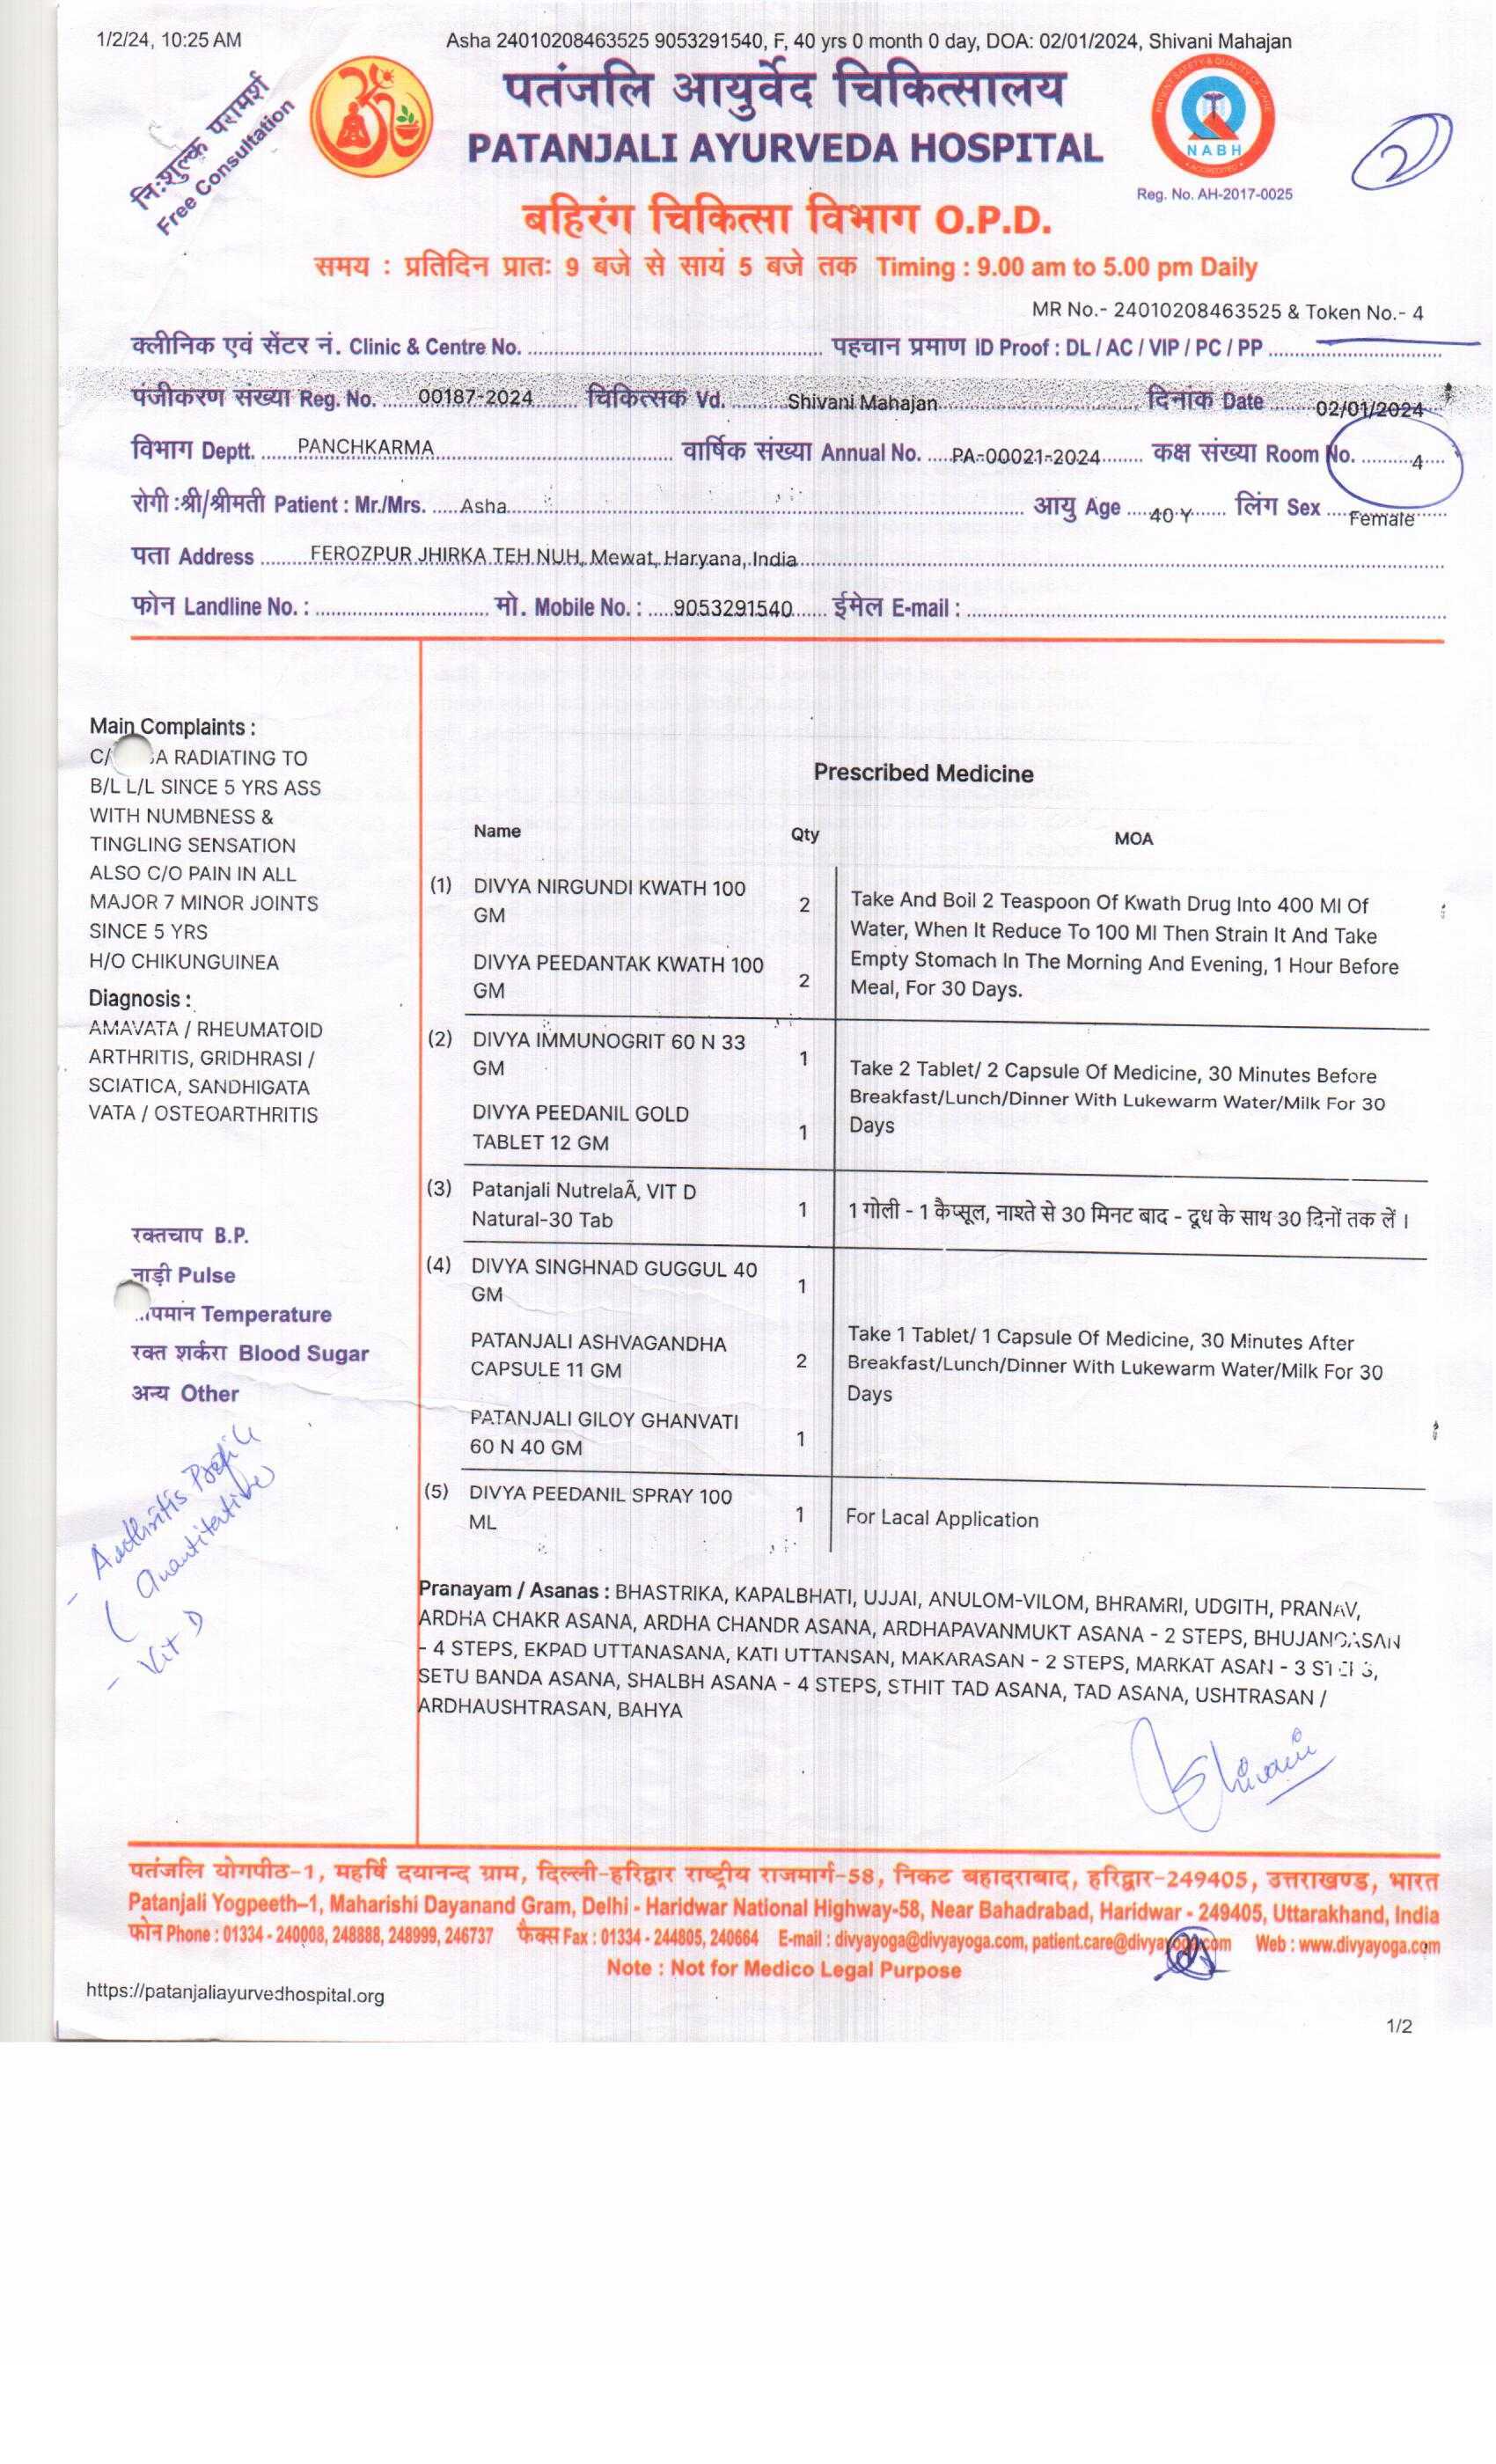 1/2/24, 10:25 AM
Asha 24010208463525 9053291540, F, 40 yrs 0 month 0 day, DOA: 02/01/2024, Shivani Mahajan
निःशुल्क परामर्श
Free Consultation
पतंजलि आयुर्वेद चिकित्सालय
PATANJALI AYURVEDA HOSPITAL
PATIENT SAFETY & QUALITY OF CARE
NABH
ACCREDITED
Reg. No. AH-2017-0025
2
बहिरंग चिकित्सा विभाग O.P.D.
समय : प्रतिदिन प्रातः 9 बजे से सायं 5 बजे तक Timing : 9.00 am to 5.00 pm Daily
MR No.- 24010208463525 & Token No.- 4
क्लीनिक एवं सेंटर नं. Clinic & Centre No. पहचान प्रमाण ID Proof : DL / AC / VIP / PC / PP
पंजीकरण संख्या Reg. No. 00187-2024 चिकित्सक Vd. Shivani Mahajan दिनांक Date 02/01/2024
विभाग Deptt. PANCHKARMA वार्षिक संख्या Annual No. PA-00021-2024 कक्ष संख्या Room No. 4
रोगी :श्री/श्रीमती Patient : Mr./Mrs. Asha आयु Age 40 Y लिंग Sex Female
पता Address FEROZPUR JHIRKA TEH NUH, Mewat, Haryana, India
फोन Landline No. : मो. Mobile No. : 9053291540 ईमेल E-mail :
Main Complaints :
C/ A RADIATING TO
B/L L/L SINCE 5 YRS ASS
WITH NUMBNESS &
TINGLING SENSATION
ALSO C/O PAIN IN ALL
MAJOR 7 MINOR JOINTS
SINCE 5 YRS
H/O CHIKUNGUINEA
Diagnosis :
AMAVATA / RHEUMATOID
ARTHRITIS, GRIDHRASI /
SCIATICA, SANDHIGATA
VATA / OSTEOARTHRITIS
रक्तचाप B.P.
नाड़ी Pulse
पमान Temperature
रक्त शर्करा Blood Sugar
अन्य Other
- Arthritis Profile
( Quantitative)
- Vit D
Prescribed Medicine
Name Qty MOA
(1) DIVYA NIRGUNDI KWATH 100
GM 2
DIVYA PEEDANTAK KWATH 100
GM 2
Take And Boil 2 Teaspoon Of Kwath Drug Into 400 Ml Of
Water, When It Reduce To 100 Ml Then Strain It And Take
Empty Stomach In The Morning And Evening, 1 Hour Before
Meal, For 30 Days.
(2) DIVYA IMMUNOGRIT 60 N 33
GM 1
DIVYA PEEDANIL GOLD
TABLET 12 GM 1
Take 2 Tablet/ 2 Capsule Of Medicine, 30 Minutes Before
Breakfast/Lunch/Dinner With Lukewarm Water/Milk For 30
Days
(3) Patanjali NutrelaÃ, VIT D
Natural-30 Tab 1
1 गोली - 1 कैप्सूल, नाश्ते से 30 मिनट बाद - दूध के साथ 30 दिनों तक लें ।
(4) DIVYA SINGHNAD GUGGUL 40
GM 1
PATANJALI ASHVAGANDHA
CAPSULE 11 GM 2
PATANJALI GILOY GHANVATI
60 N 40 GM 1
Take 1 Tablet/ 1 Capsule Of Medicine, 30 Minutes After
Breakfast/Lunch/Dinner With Lukewarm Water/Milk For 30
Days
(5) DIVYA PEEDANIL SPRAY 100
ML 1
For Lacal Application
Pranayam / Asanas : BHASTRIKA, KAPALBHATI, UJJAI, ANULOM-VILOM, BHRAMRI, UDGITH, PRANAV,
ARDHA CHAKR ASANA, ARDHA CHANDR ASANA, ARDHAPAVANMUKT ASANA - 2 STEPS, BHUJANGASAN
- 4 STEPS, EKPAD UTTANASANA, KATI UTTANSAN, MAKARASAN - 2 STEPS, MARKAT ASAN - 3 STEPS,
SETU BANDA ASANA, SHALBH ASANA - 4 STEPS, STHIT TAD ASANA, TAD ASANA, USHTRASAN /
ARDHAUSHTRASAN, BAHYA
Shivani
पतंजलि योगपीठ-1, महर्षि दयानन्द ग्राम, दिल्ली-हरिद्वार राष्ट्रीय राजमार्ग-58, निकट बहादराबाद, हरिद्वार-249405, उत्तराखण्ड, भारत
Patanjali Yogpeeth-1, Maharishi Dayanand Gram, Delhi - Haridwar National Highway-58, Near Bahadrabad, Haridwar - 249405, Uttarakhand, India
फोन Phone : 01334 - 240008, 248888, 248999, 246737 फैक्स Fax : 01334 - 244805, 240664 E-mail : divyayoga@divyayoga.com, patient.care@divyayoga.com Web : www.divyayoga.com
Note : Not for Medico Legal Purpose
https://patanjaliayurvedhospital.org
1/2